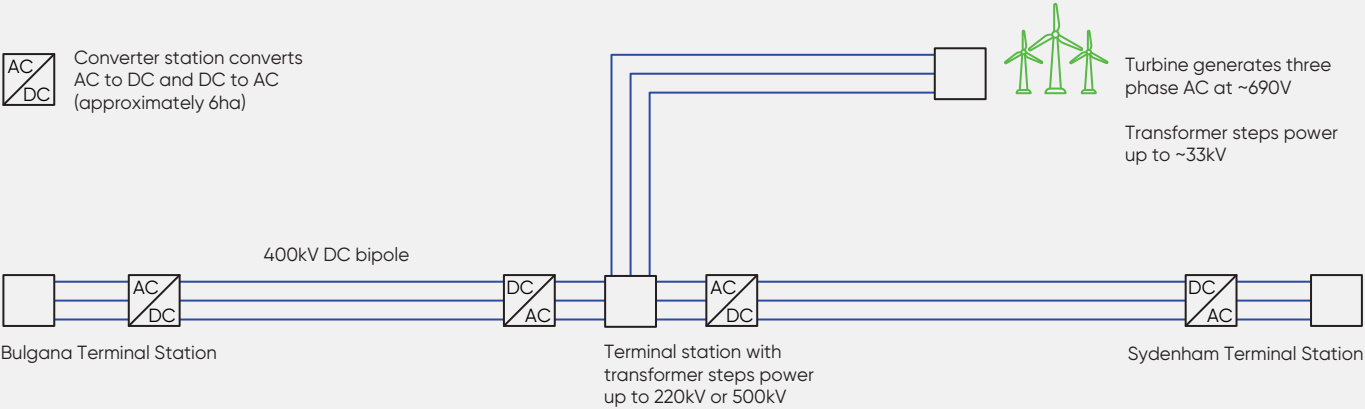 AC
DC
Converter station converts
AC to DC and DC to AC
(approximately 6ha)
Turbine generates three
phase AC at ~690V
Transformer steps power
up to ~33kV
400kV DC bipole
AC
DC
DC
AC
AC
DC
DC
AC
Bulgana Terminal Station
Terminal station with
transformer steps power
up to 220kV or 500kV
Sydenham Terminal Station